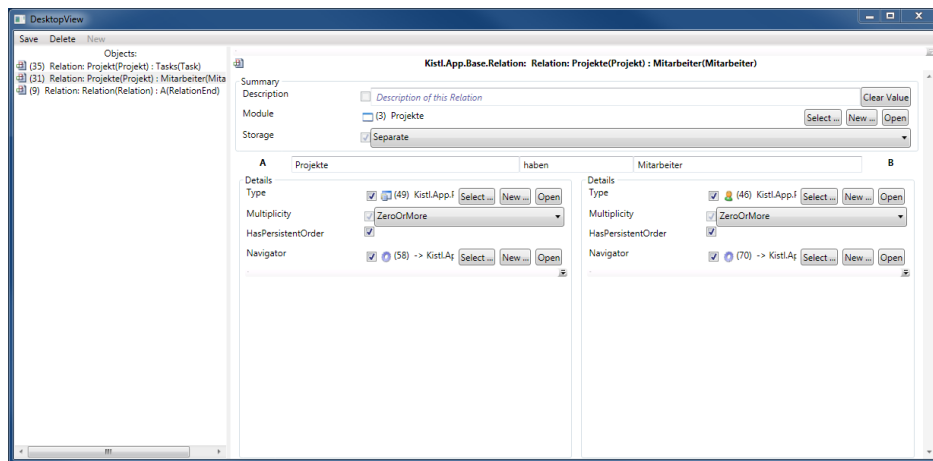 DesktopView
Save Delete New
Objects:
(35) Relation: Projekt(Projekt) : Tasks(Task)
(31) Relation: Projekte(Projekt) : Mitarbeiter(Mita
(9) Relation: Relation(Relation) : A(RelationEnd)
Kistl.App.Base.Relation: Relation: Projekte(Projekt) : Mitarbeiter(Mitarbeiter)
Summary
Description Description of this Relation Clear Value
Module (3) Projekte Select ... New ... Open
Storage Separate
A Projekte haben Mitarbeiter B
Details
Type (49) Kistl.App.F Select ... New ... Open
Multiplicity ZeroOrMore
HasPersistentOrder
Navigator (58) -> Kistl.Ap Select ... New ... Open
Details
Type (46) Kistl.App.F Select ... New ... Open
Multiplicity ZeroOrMore
HasPersistentOrder
Navigator (70) -> Kistl.Ap Select ... New ... Open